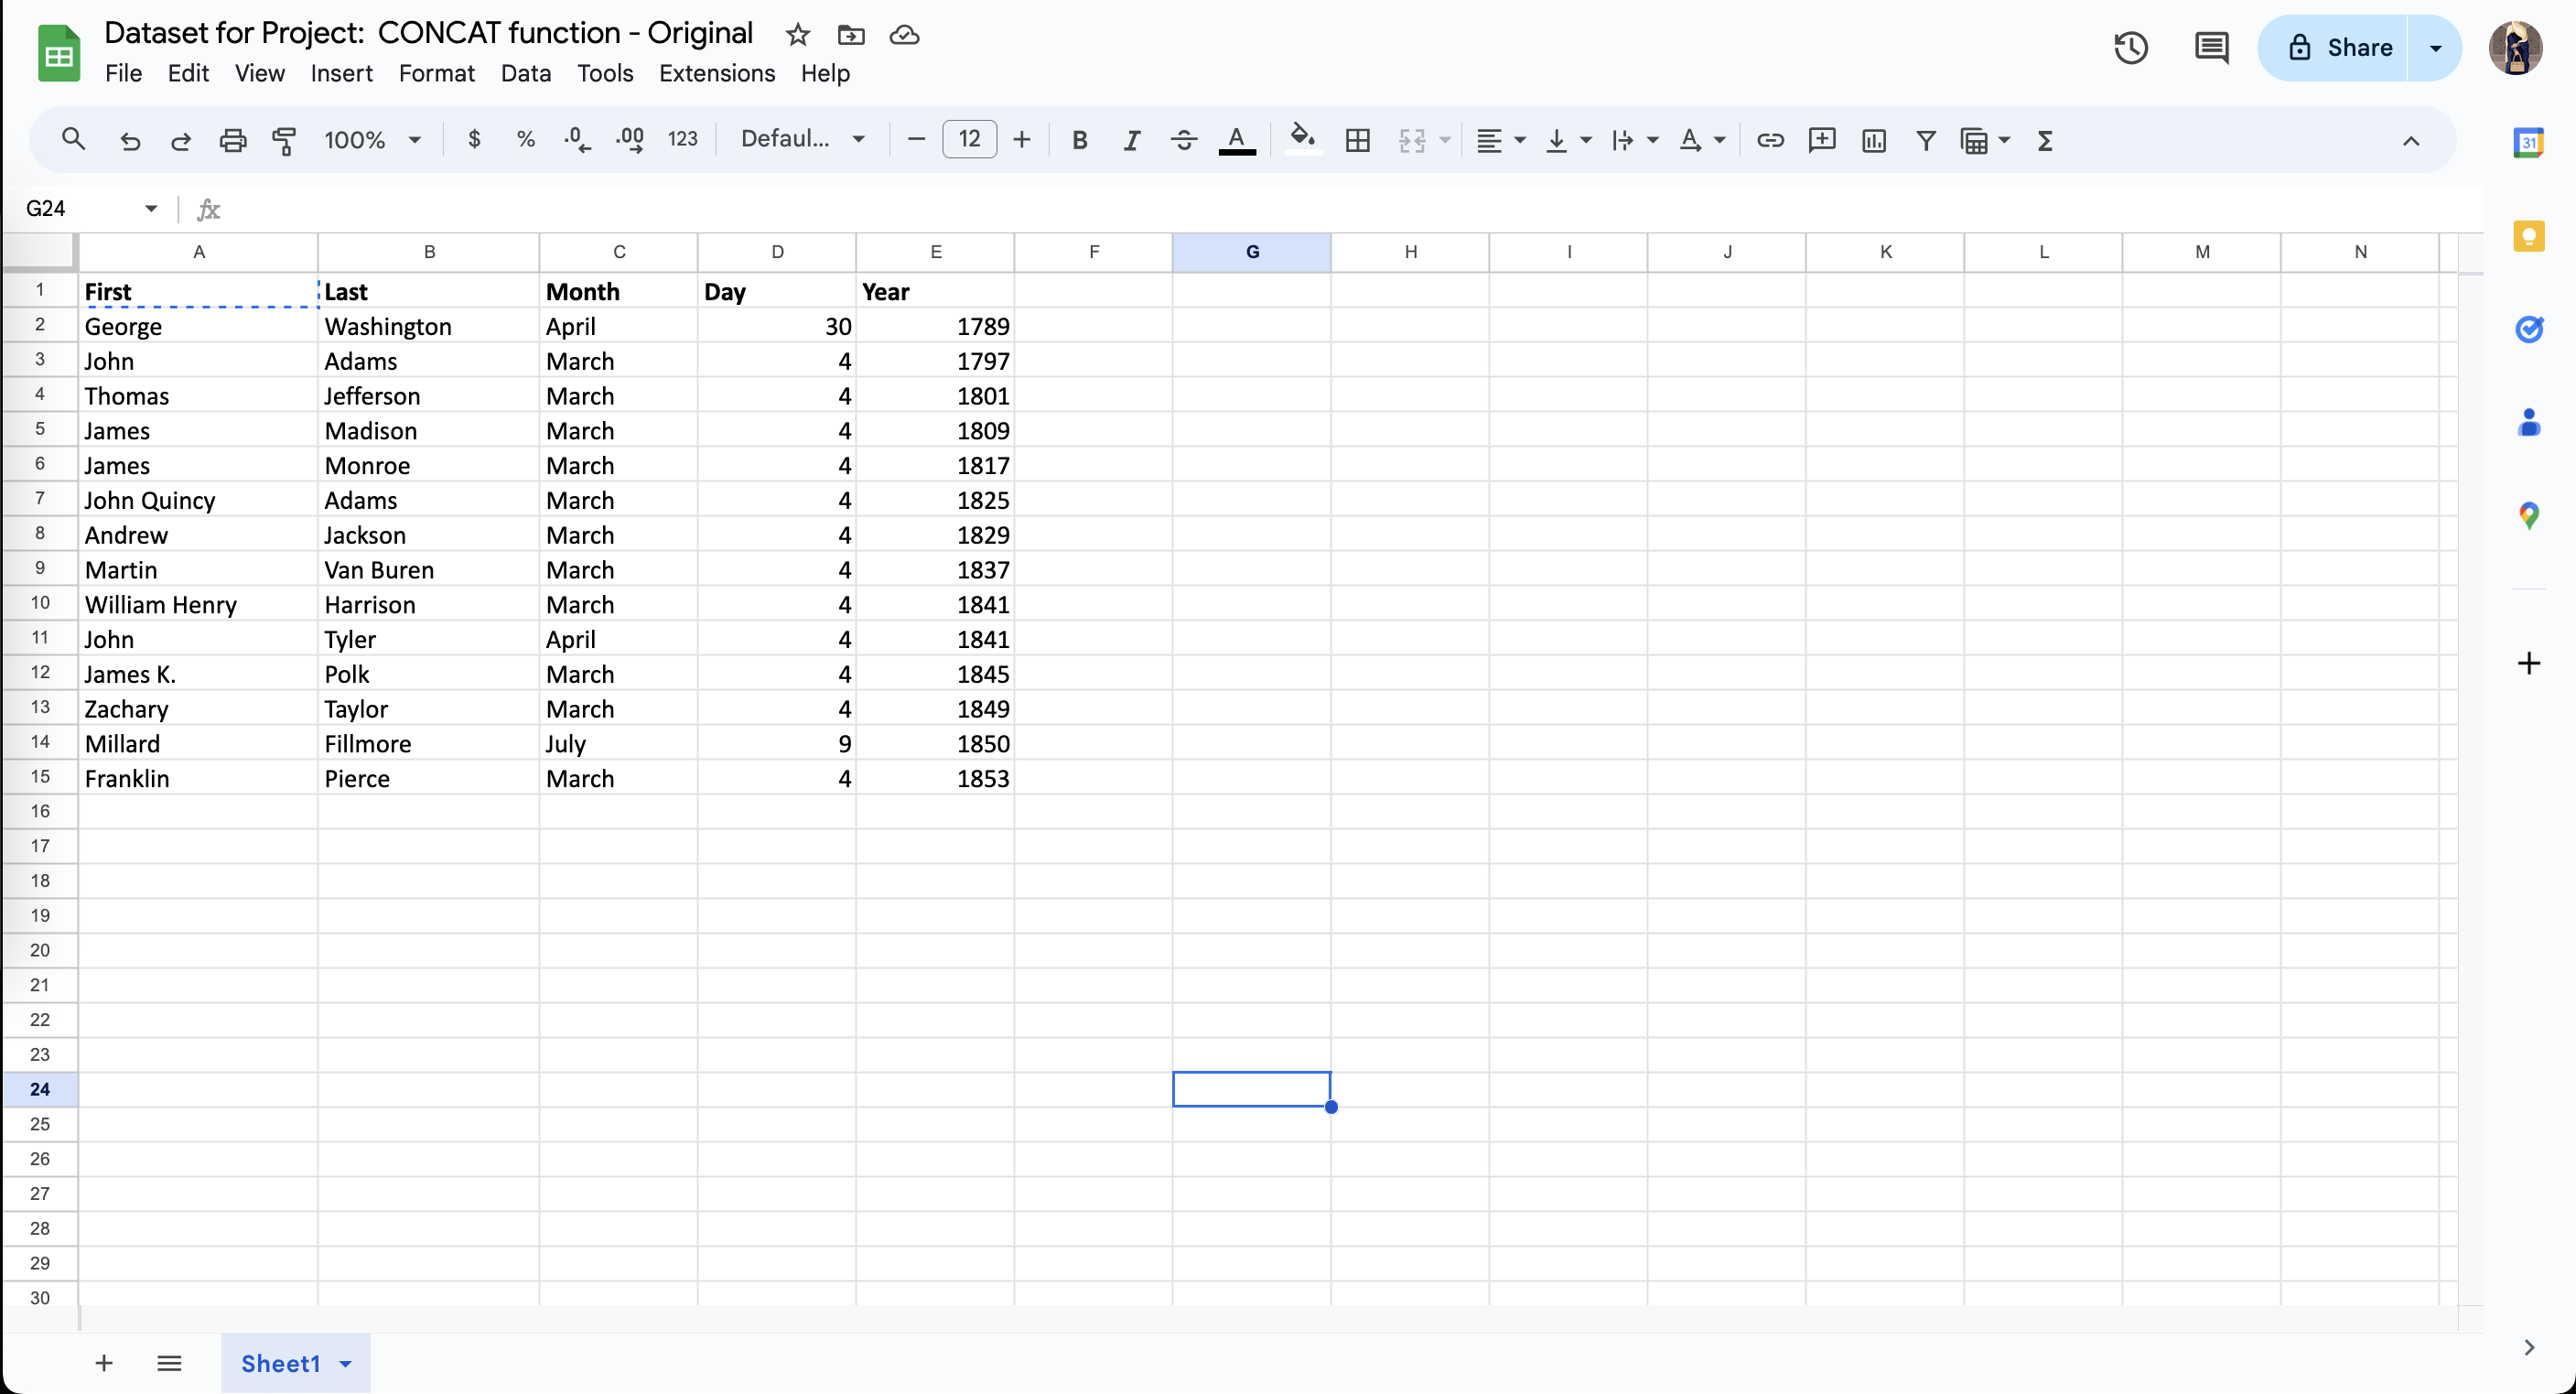 Dataset for Project: CONCAT function - Original
File Edit View Insert Format Data Tools Extensions Help
Share
100% $ % .0 .00 123 Defaul... 12 B I S A A Σ
31
G24 fx
A B C D E F G H I J K L M N
1 First Last Month Day Year
2 George Washington April 30 1789
3 John Adams March 4 1797
4 Thomas Jefferson March 4 1801
5 James Madison March 4 1809
6 James Monroe March 4 1817
7 John Quincy Adams March 4 1825
8 Andrew Jackson March 4 1829
9 Martin Van Buren March 4 1837
10 William Henry Harrison March 4 1841
11 John Tyler April 4 1841
12 James K. Polk March 4 1845
13 Zachary Taylor March 4 1849
14 Millard Fillmore July 9 1850
15 Franklin Pierce March 4 1853
16
17
18
19
20
21
22
23
24
25
26
27
28
29
30
Sheet1